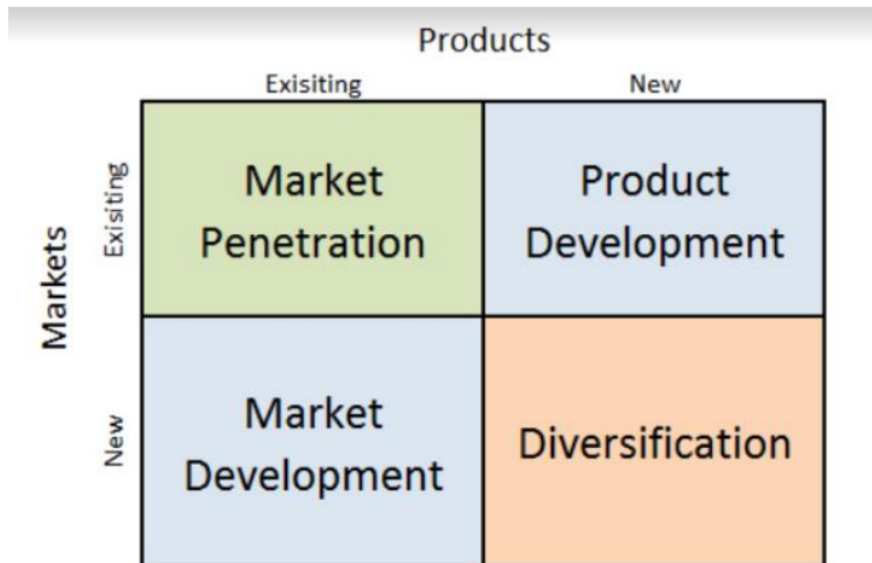 Products
Exisiting
New
Markets
Exisiting
Market
Penetration
Product
Development
New
Market
Development
Diversification